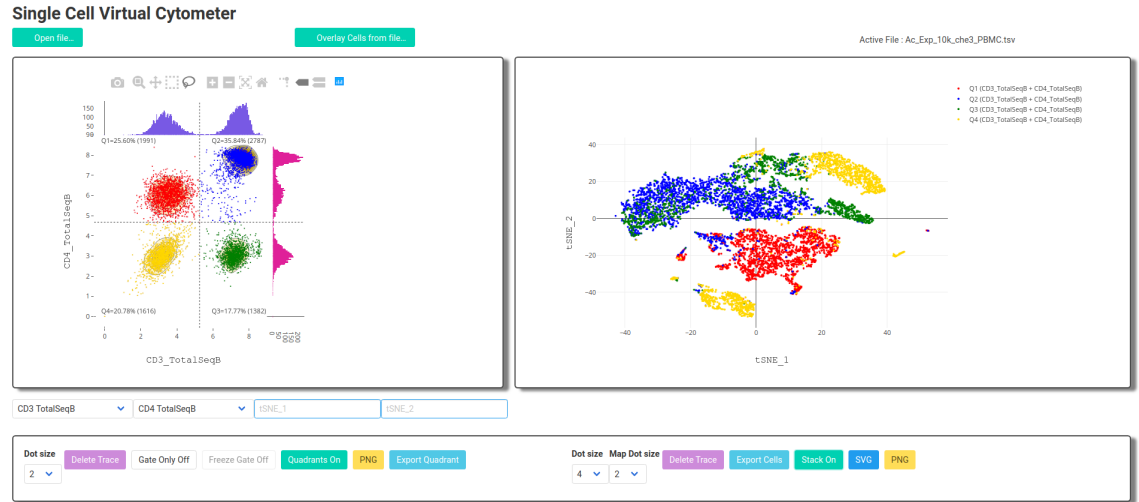 Single Cell Virtual Cytometer
Open file...
Overlay Cells from file...
Active File : Ac_Exp_10k_che3_PBMC.tsv
150
100
50
Q1=25.60% (1991)
Q2=35.84% (2787)
8
7
6
5
4
3
2
1
0
CD4_TotalSeqB
Q4=20.78% (1616)
Q3=17.77% (1382)
0
2
4
6
8
0
50
100
150
200
CD3_TotalSeqB
Q1 (CD3_TotalSeqB + CD4_TotalSeqB)
Q2 (CD3_TotalSeqB + CD4_TotalSeqB)
Q3 (CD3_TotalSeqB + CD4_TotalSeqB)
Q4 (CD3_TotalSeqB + CD4_TotalSeqB)
40
20
0
−20
−40
tSNE_2
−40
−20
0
20
40
tSNE_1
CD3 TotalSeqB
CD4 TotalSeqB
tSNE_1
tSNE_2
Dot size
2
Delete Trace
Gate Only Off
Freeze Gate Off
Quadrants On
PNG
Export Quadrant
Dot size
Map Dot size
4
2
Delete Trace
Export Cells
Stack On
SVG
PNG